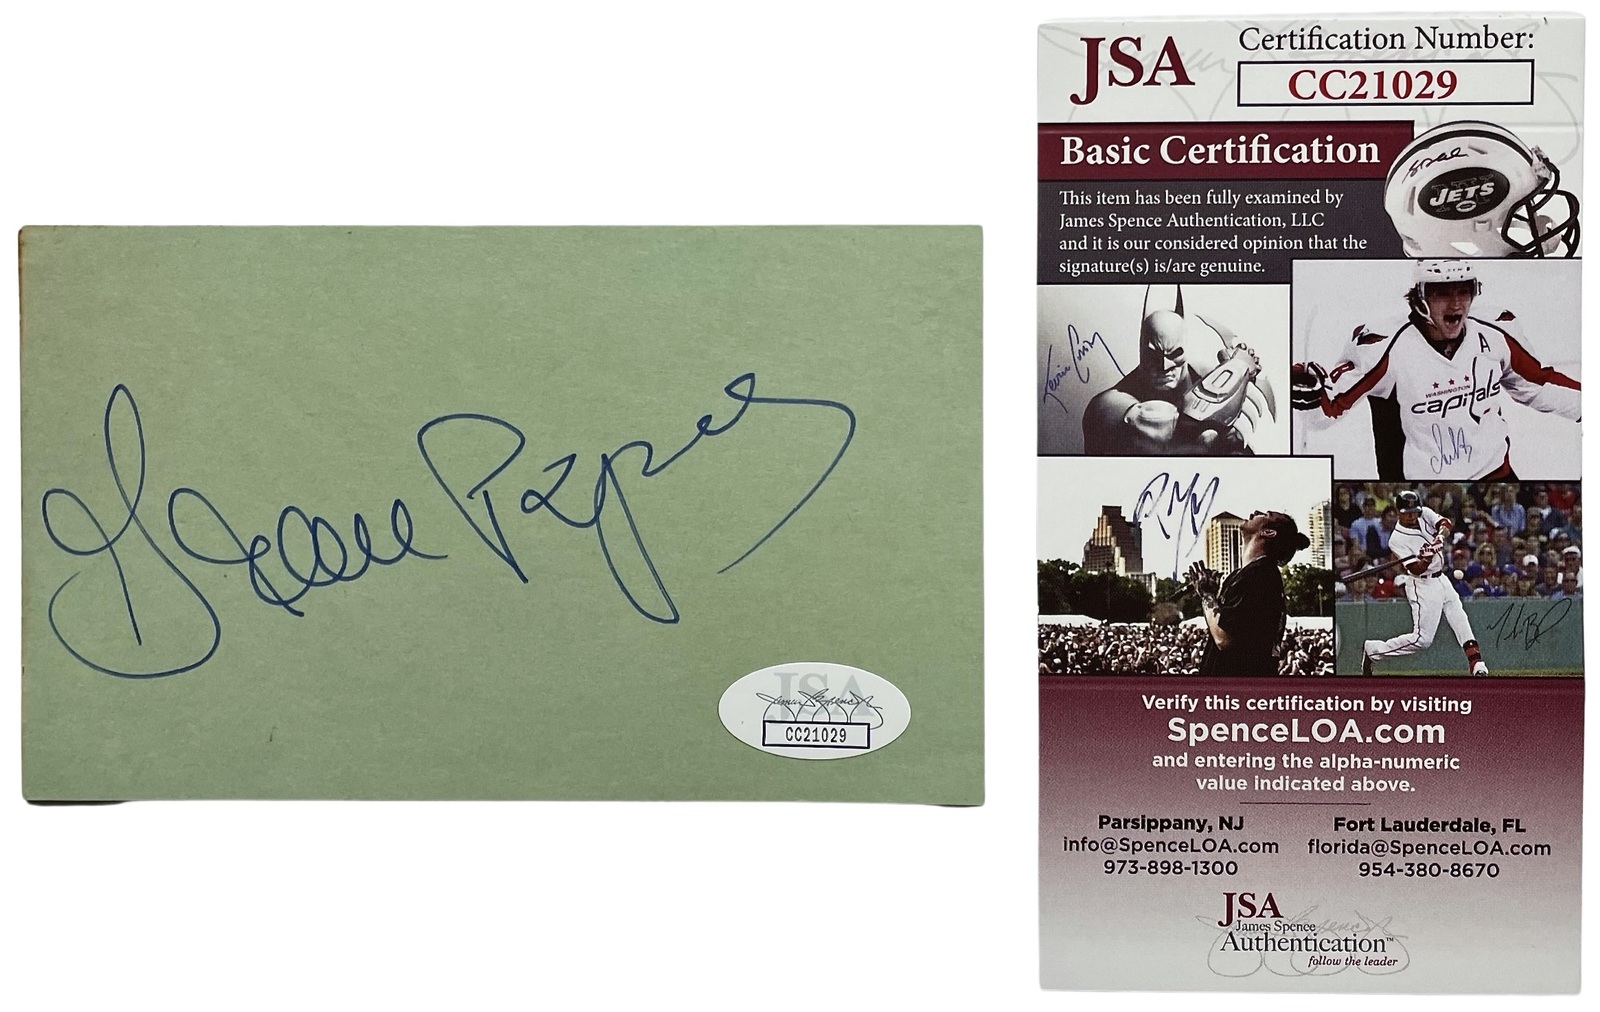 JSA
CC21029
JSA
Certification Number:
CC21029
Basic Certification
This item has been fully examined by
James Spence Authentication, LLC
and it is our considered opinion that the
signature(s) is/are genuine.
JETS
A
WASHINGTON
capitals
Verify this certification by visiting
SpenceLOA.com
and entering the alpha-numeric
value indicated above.
Parsippany, NJ
info@SpenceLOA.com
973-898-1300
Fort Lauderdale, FL
florida@SpenceLOA.com
954-380-8670
JSA
James Spence
Authentication™
follow the leader